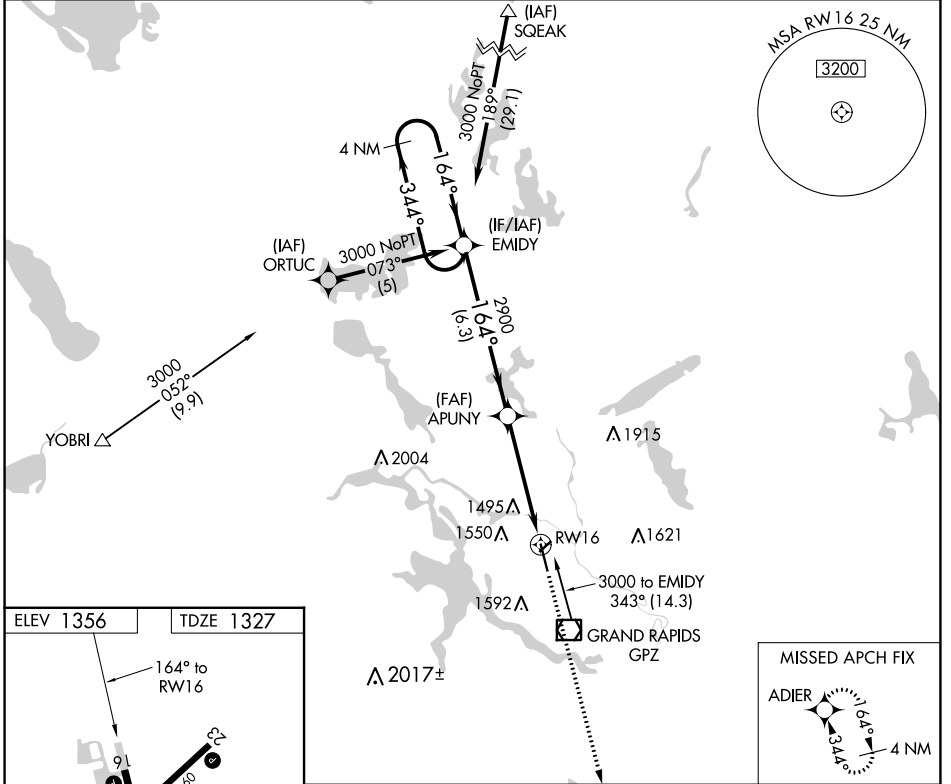 (IAF)
SQEAK
MSA RW16 25 NM
3200
3000 NoPT
189°
(29.1)
4 NM
164°
344°
(IF/IAF)
EMIDY
(IAF)
ORTUC
3000 NoPT
073°
(5)
2900
164°
(6.3)
3000
052°
(9.9)
YOBRI
(FAF)
APUNY
1915
2004
1495
1550
RW16
1621
3000 to EMIDY
343° (14.3)
1592
GRAND RAPIDS
GPZ
2017±
ELEV 1356
TDZE 1327
164° to
RW16
16
23
P
MISSED APCH FIX
ADIER
164°
344°
4 NM